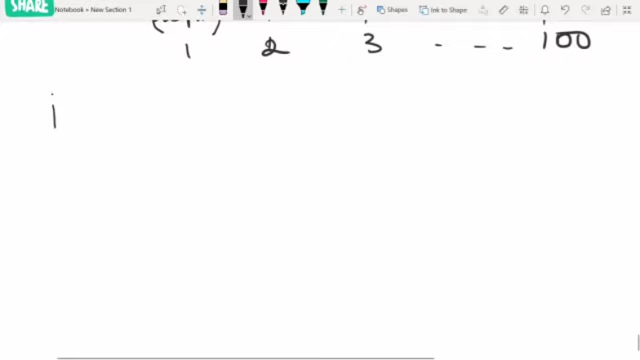 SHARE
Notebook » New Section 1
Shapes
Ink to Shape
1 2 3 - - - 100
i